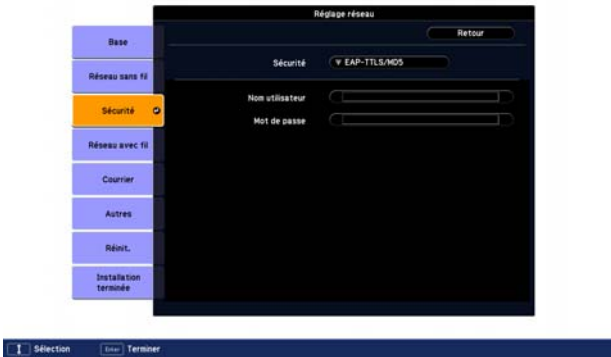 Réglage réseau
Retour
Base
Réseau sans fil
Sécurité
Réseau avec fil
Courrier
Autres
Réinit.
Installation
terminée
Sécurité
EAP-TTLS/MD5
Nom utilisateur
Mot de passe
Sélection
Enter Terminer